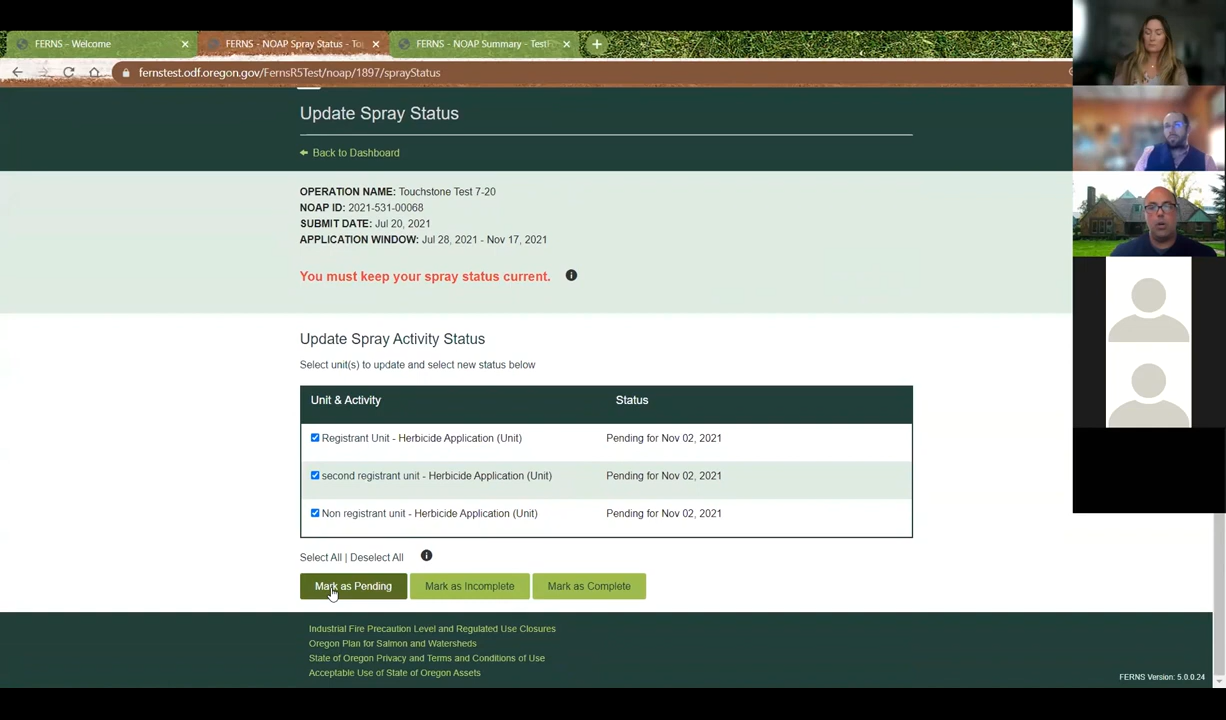 FERNS - Welcome
FERNS - NOAP Spray Status - To
FERNS - NOAP Summary - TestF
fernstest.odf.oregon.gov/FernsR5Test/noap/1897/sprayStatus
Update Spray Status
Back to Dashboard
OPERATION NAME: Touchstone Test 7-20
NOAP ID: 2021-531-00068
SUBMIT DATE: Jul 20, 2021
APPLICATION WINDOW: Jul 28, 2021 - Nov 17, 2021
You must keep your spray status current.
Update Spray Activity Status
Select unit(s) to update and select new status below
Unit & Activity Status
Registrant Unit - Herbicide Application (Unit) Pending for Nov 02, 2021
second registrant unit - Herbicide Application (Unit) Pending for Nov 02, 2021
Non registrant unit - Herbicide Application (Unit) Pending for Nov 02, 2021
Select All | Deselect All
Mark as Pending Mark as Incomplete Mark as Complete
Industrial Fire Precaution Level and Regulated Use Closures
Oregon Plan for Salmon and Watersheds
State of Oregon Privacy and Terms and Conditions of Use
Acceptable Use of State of Oregon Assets
FERNS Version: 5.0.0.24